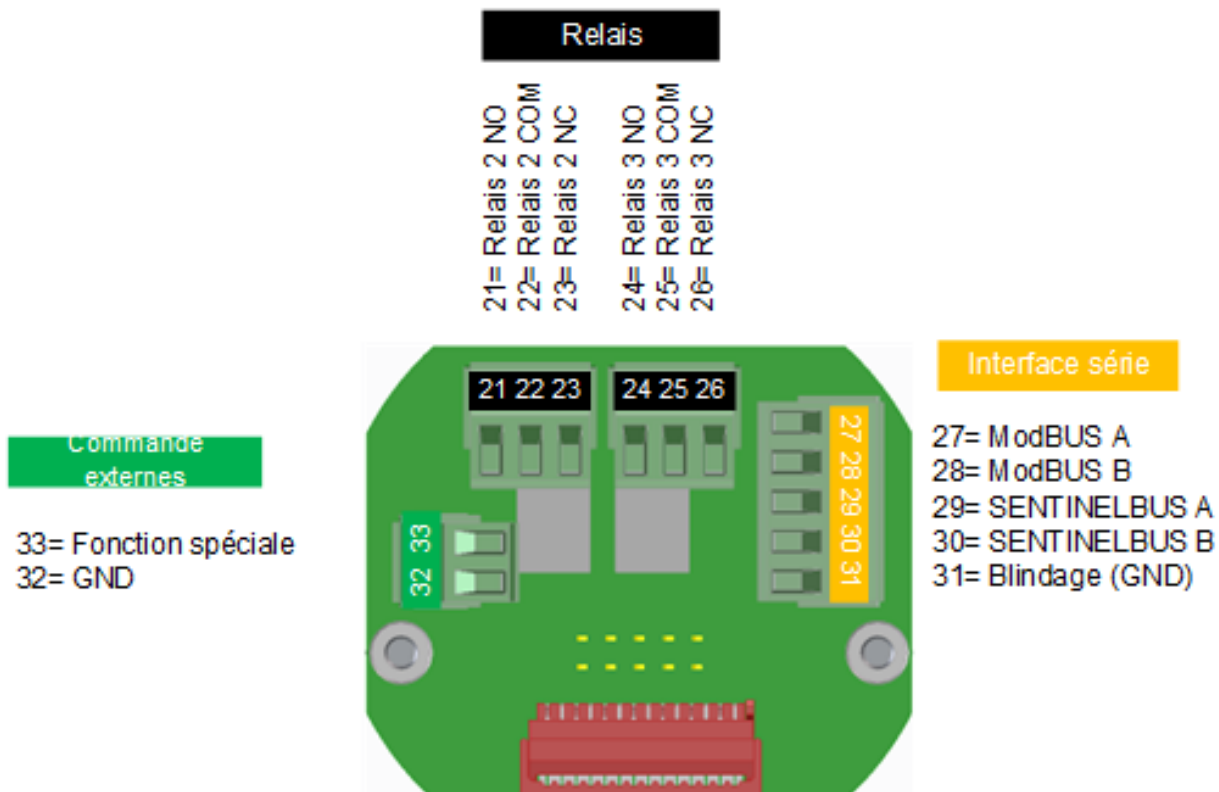 Relais
21= Relais 2 NO
22= Relais 2 COM
23= Relais 2 NC
24= Relais 3 NO
25= Relais 3 COM
26= Relais 3 NC
21 22 23
24 25 26
27
28
29
30
31
Interface série
27= ModBUS A
28= ModBUS B
29= SENTINELBUS A
30= SENTINELBUS B
31= Blindage (GND)
Commande
externes
33= Fonction spéciale
32= GND
32 33